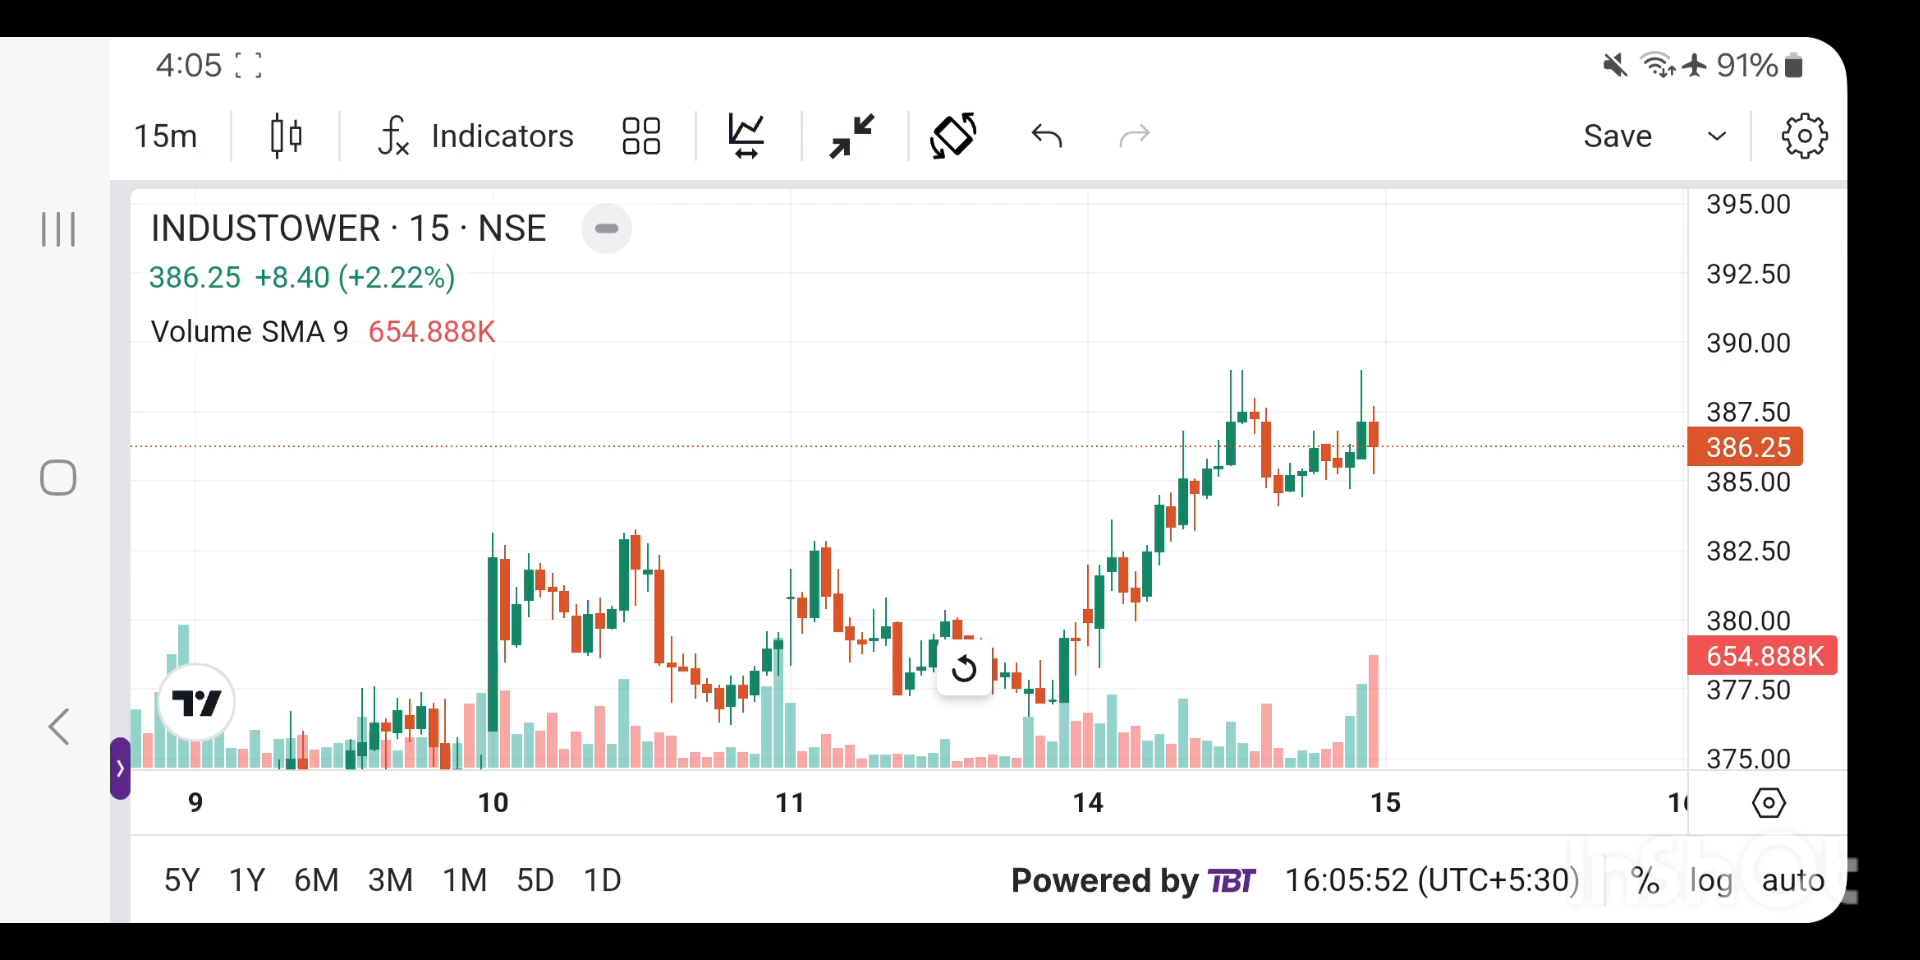 4:05 91%
15m Indicators Save
INDUSTOWER · 15 · NSE
386.25 +8.40 (+2.22%)
Volume SMA 9 654.888K
395.00
392.50
390.00
387.50
386.25
385.00
382.50
380.00
654.888K
377.50
375.00
9 10 11 14 15
5Y 1Y 6M 3M 1M 5D 1D Powered by TBT 16:05:52 (UTC+5:30) % log auto
InShOt